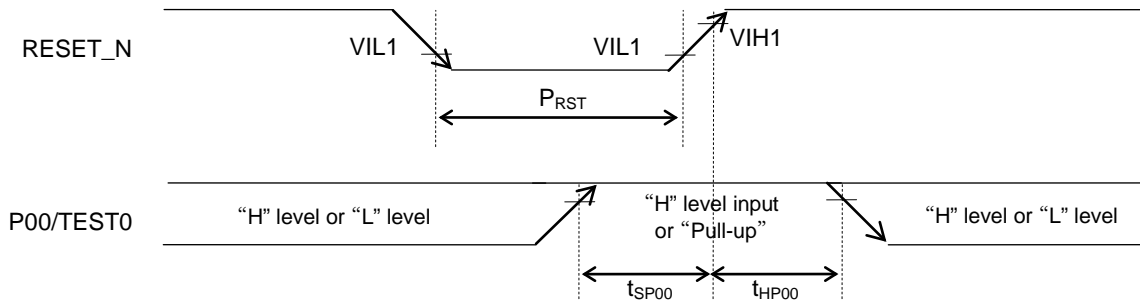 RESET_N
VIL1
VIL1
VIH1
PRST
P00/TEST0
“H” level or “L” level
“H” level input
or “Pull-up”
“H” level or “L” level
tSP00
tHP00